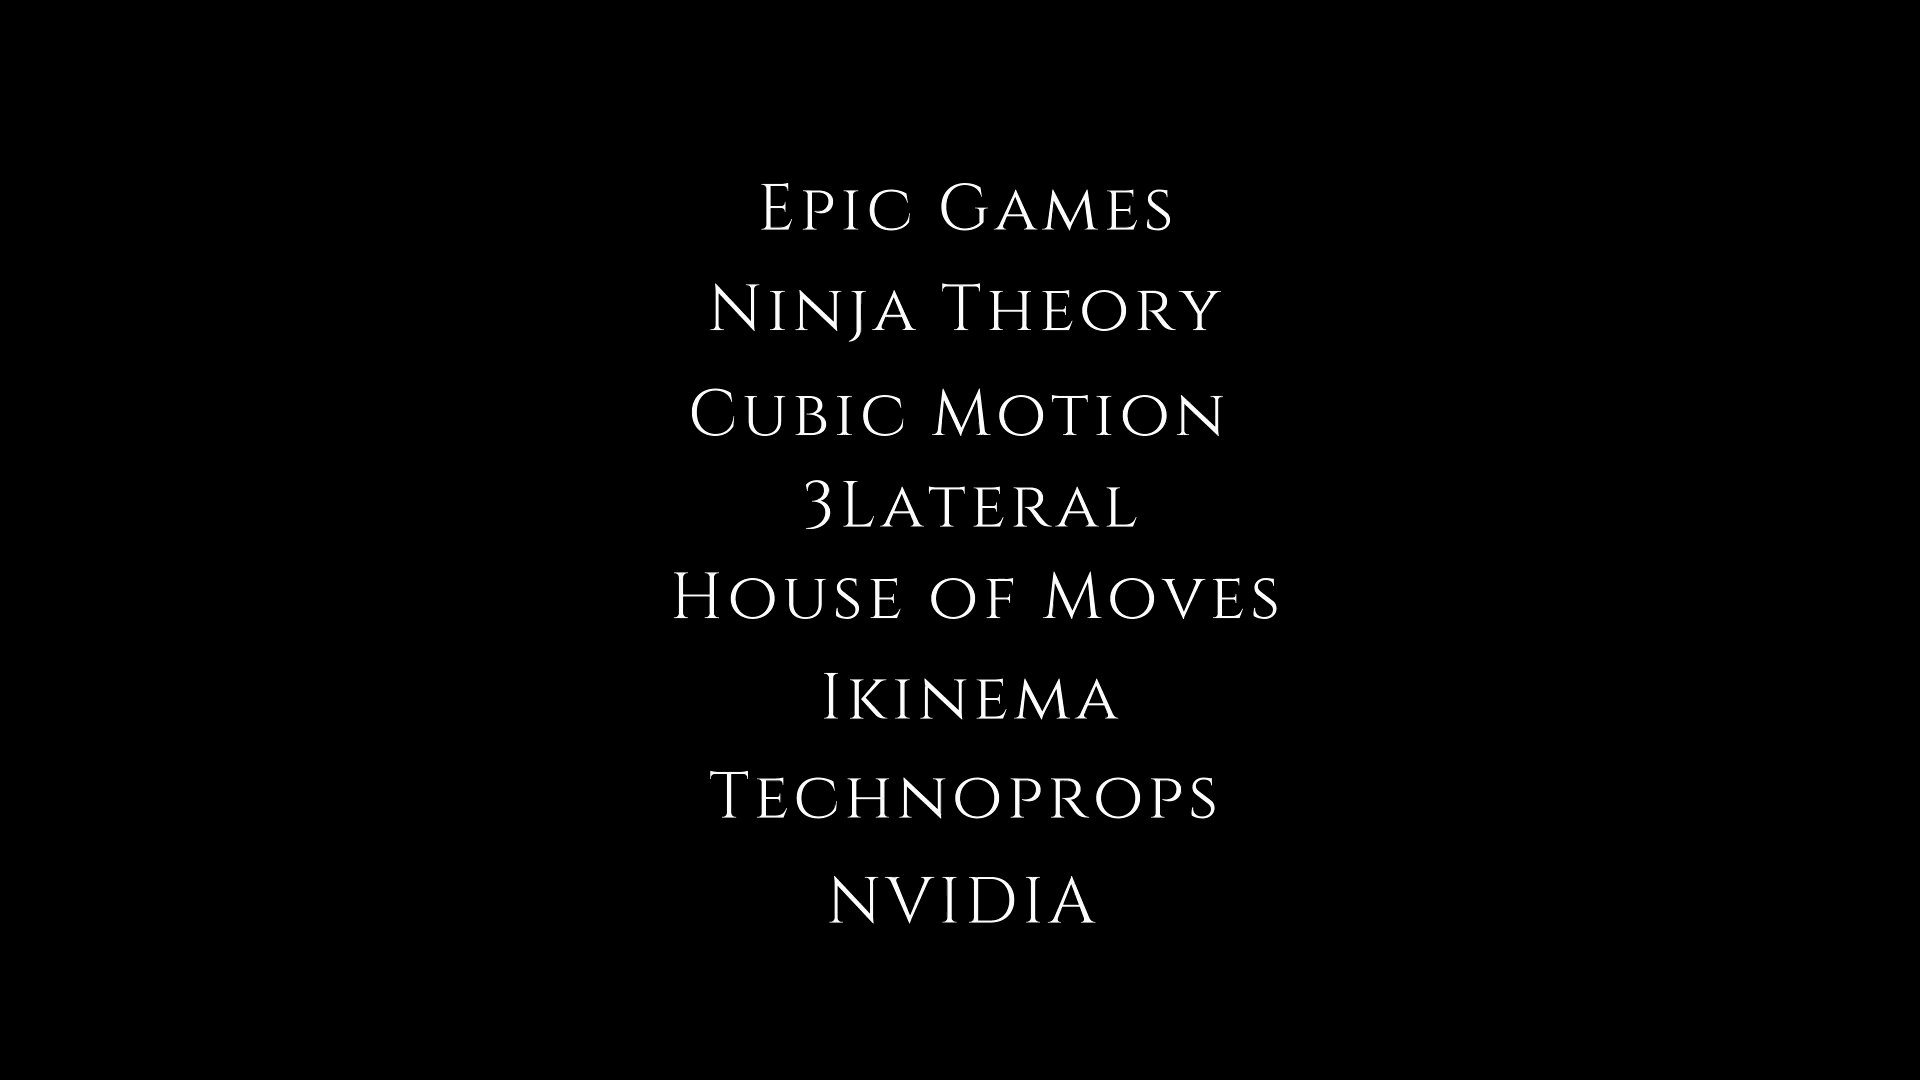 Epic Games
Ninja Theory
Cubic Motion
3Lateral
House of Moves
Ikinema
Technoprops
NVIDIA